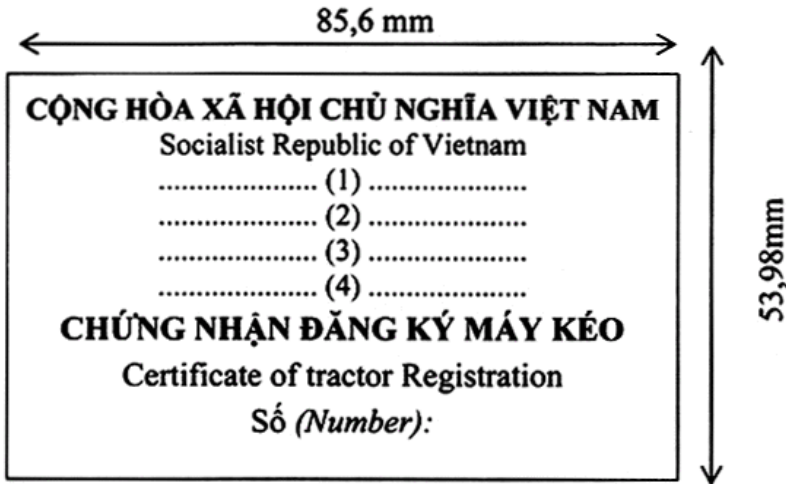 85,6 mm
CỘNG HÒA XÃ HỘI CHỦ NGHĨA VIỆT NAM
Socialist Republic of Vietnam
..................... (1) .....................
..................... (2) .....................
..................... (3) .....................
..................... (4) .....................
CHỨNG NHẬN ĐĂNG KÝ MÁY KÉO
Certificate of tractor Registration
Số (Number):
53,98mm